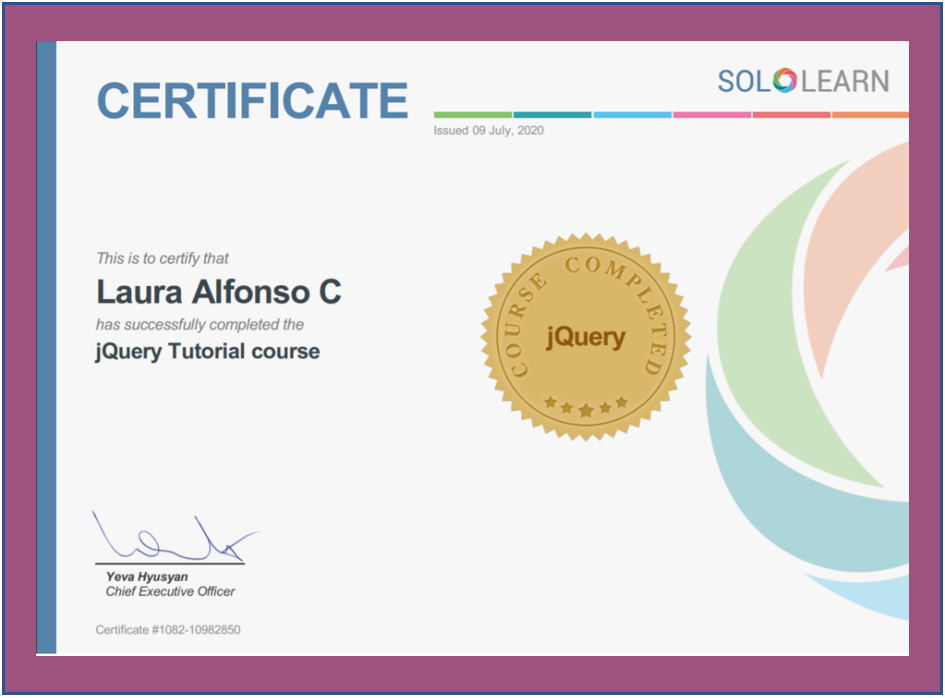 CERTIFICATE
SOLOLEARN
Issued 09 July, 2020
This is to certify that
Laura Alfonso C
has successfully completed the
jQuery Tutorial course
COURSE COMPLETED
jQuery
Yeva Hyusyan
Chief Executive Officer
Certificate #1082-10982850